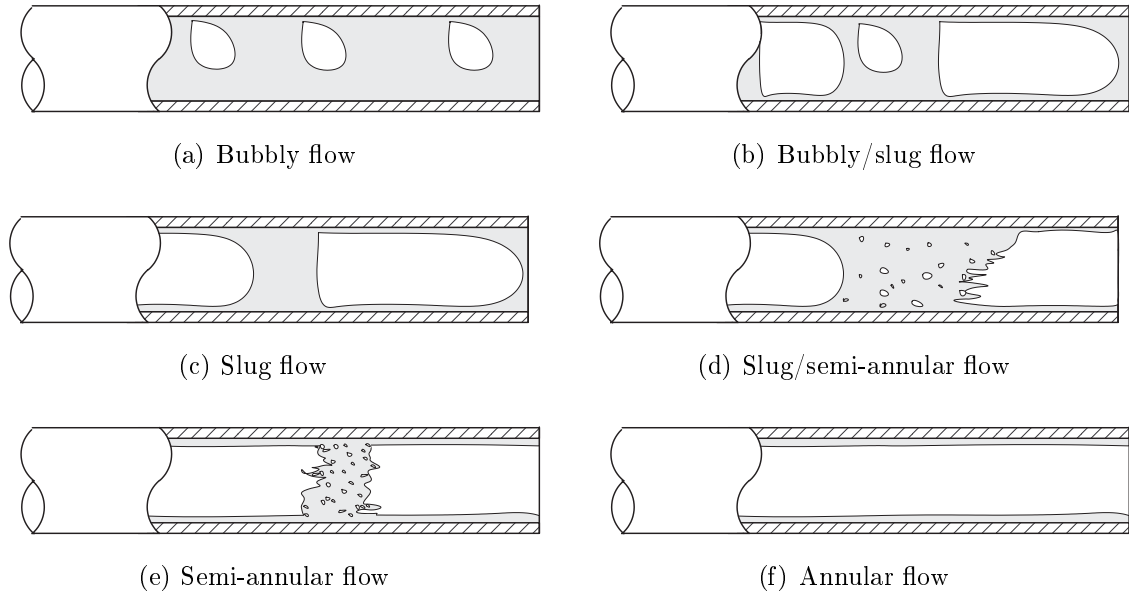 (a) Bubbly flow
(b) Bubbly/slug flow
(c) Slug flow
(d) Slug/semi-annular flow
(e) Semi-annular flow
(f) Annular flow